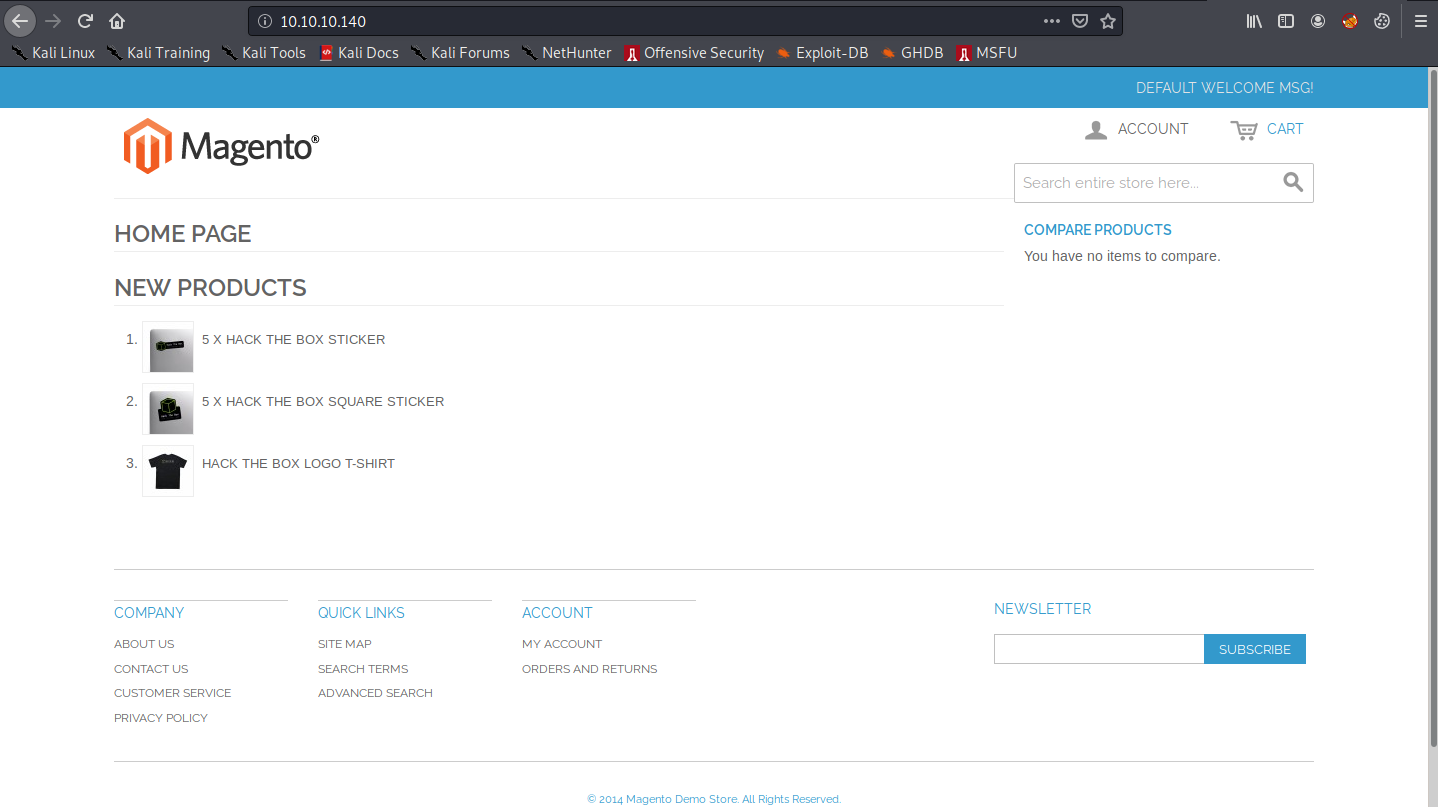 10.10.10.140
Kali Linux Kali Training Kali Tools Kali Docs Kali Forums NetHunter Offensive Security Exploit-DB GHDB MSFU
DEFAULT WELCOME MSG!
Magento®
ACCOUNT CART
Search entire store here...
HOME PAGE
COMPARE PRODUCTS
You have no items to compare.
NEW PRODUCTS
1. 5 X HACK THE BOX STICKER
2. 5 X HACK THE BOX SQUARE STICKER
3. HACK THE BOX LOGO T-SHIRT
COMPANY
ABOUT US
CONTACT US
CUSTOMER SERVICE
PRIVACY POLICY
QUICK LINKS
SITE MAP
SEARCH TERMS
ADVANCED SEARCH
ACCOUNT
MY ACCOUNT
ORDERS AND RETURNS
NEWSLETTER
SUBSCRIBE
© 2014 Magento Demo Store. All Rights Reserved.